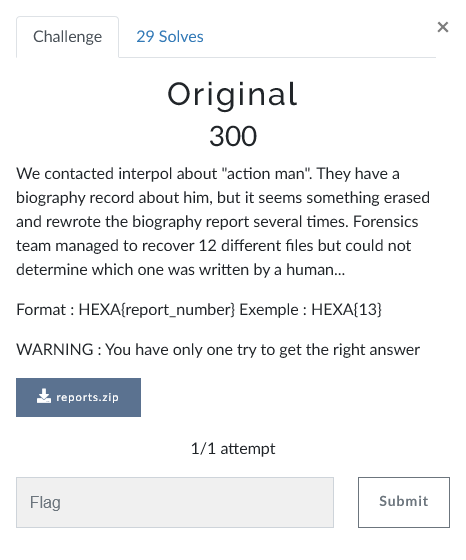 Challenge
29 Solves
×
Original
300
We contacted interpol about "action man". They have a
biography record about him, but it seems something erased
and rewrote the biography report several times. Forensics
team managed to recover 12 different files but could not
determine which one was written by a human...
Format : HEXA{report_number} Exemple : HEXA{13}
WARNING : You have only one try to get the right answer
reports.zip
1/1 attempt
Flag
Submit